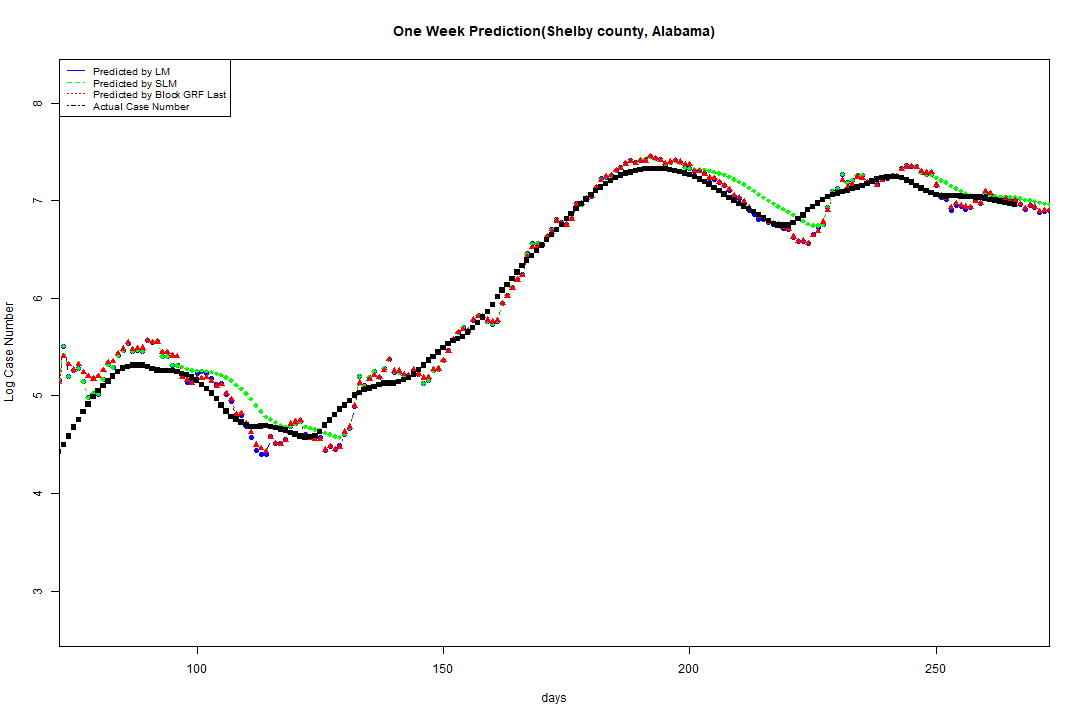 One Week Prediction(Shelby county, Alabama)
Predicted by LM
Predicted by SLM
Predicted by Block GRF Last
Actual Case Number
8
7
6
5
4
3
Log Case Number
100 150 200 250
days